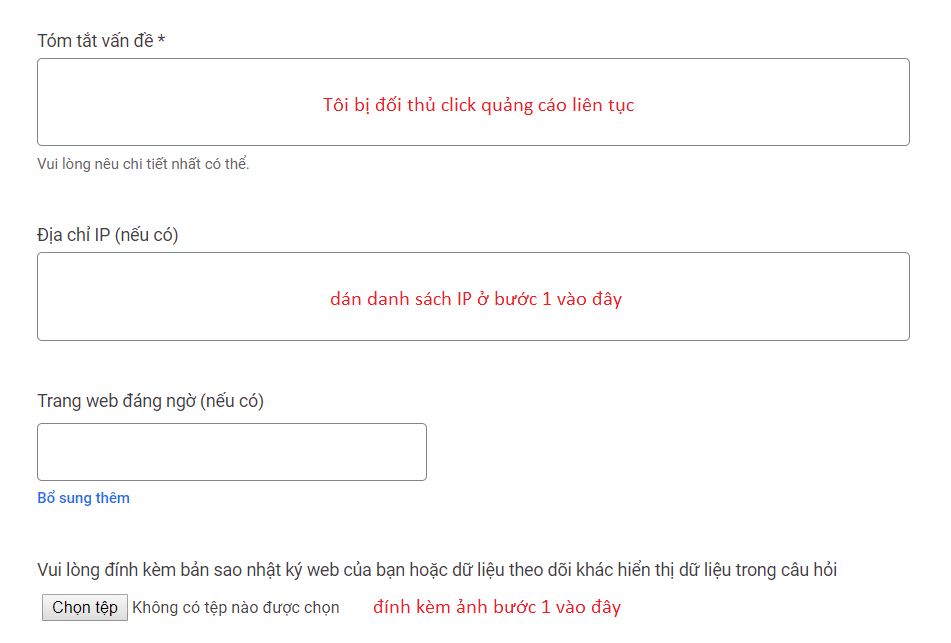 Tóm tắt vấn đề *
Tôi bị đối thủ click quảng cáo liên tục
Vui lòng nêu chi tiết nhất có thể.
Địa chỉ IP (nếu có)
dán danh sách IP ở bước 1 vào đây
Trang web đáng ngờ (nếu có)
Bổ sung thêm
Vui lòng đính kèm bản sao nhật ký web của bạn hoặc dữ liệu theo dõi khác hiển thị dữ liệu trong câu hỏi
Chọn tệp Không có tệp nào được chọn đính kèm ảnh bước 1 vào đây